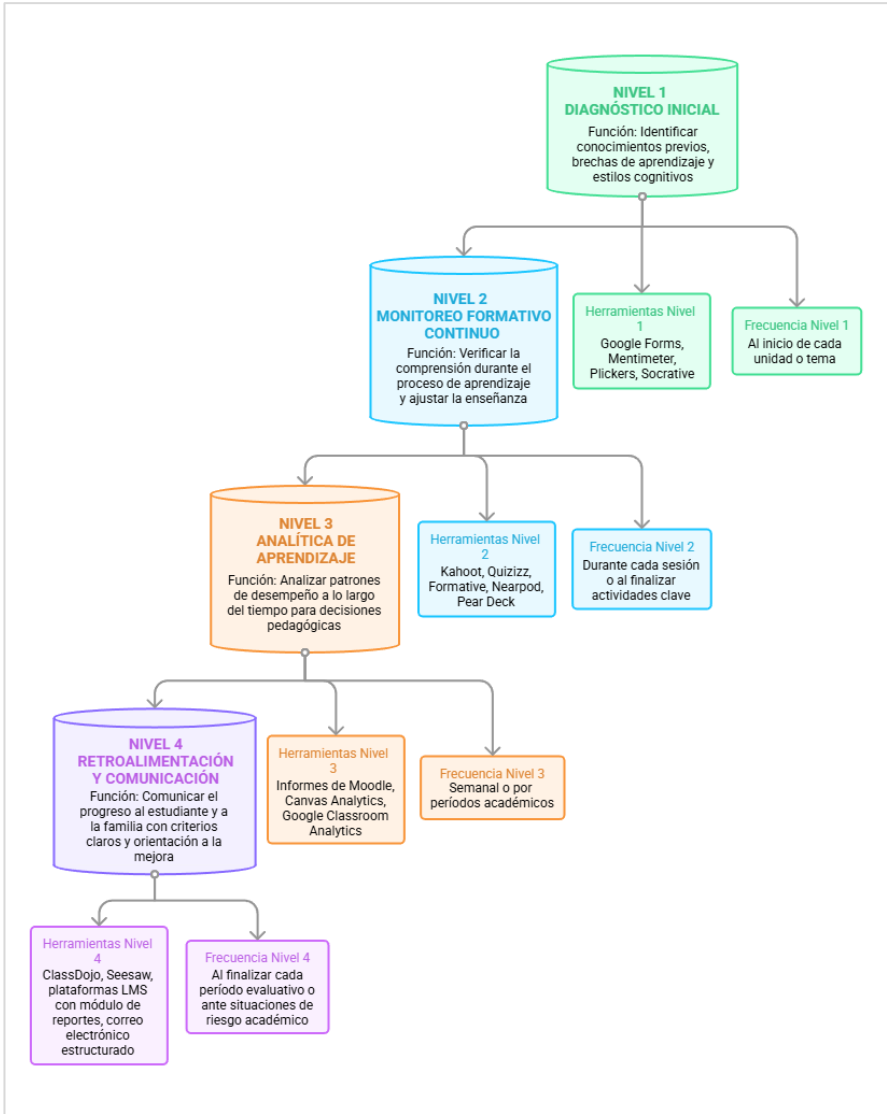 NIVEL 1
DIAGNÓSTICO INICIAL
Función: Identificar
conocimientos previos,
brechas de aprendizaje y
estilos cognitivos
NIVEL 2
MONITOREO FORMATIVO
CONTINUO
Función: Verificar la
comprensión durante el
proceso de aprendizaje
y ajustar la enseñanza
Herramientas Nivel
1
Google Forms,
Mentimeter,
Plickers, Socrative
Frecuencia Nivel 1
Al inicio de cada
unidad o tema
NIVEL 3
ANALÍTICA DE
APRENDIZAJE
Función: Analizar patrones
de desempeño a lo largo
del tiempo para decisiones
pedagógicas
Herramientas Nivel
2
Kahoot, Quizizz,
Formative, Nearpod,
Pear Deck
Frecuencia Nivel 2
Durante cada sesión
o al finalizar
actividades clave
NIVEL 4
RETROALIMENTACIÓN
Y COMUNICACIÓN
Función: Comunicar el
progreso al estudiante y a
la familia con criterios
claros y orientación a la
mejora
Herramientas Nivel
3
Informes de Moodle,
Canvas Analytics,
Google Classroom
Analytics
Frecuencia Nivel 3
Semanal o por
períodos académicos
Herramientas Nivel
4
ClassDojo, Seesaw,
plataformas LMS
con módulo de
reportes, correo
electrónico
estructurado
Frecuencia Nivel 4
Al finalizar cada
período evaluativo o
ante situaciones de
riesgo académico